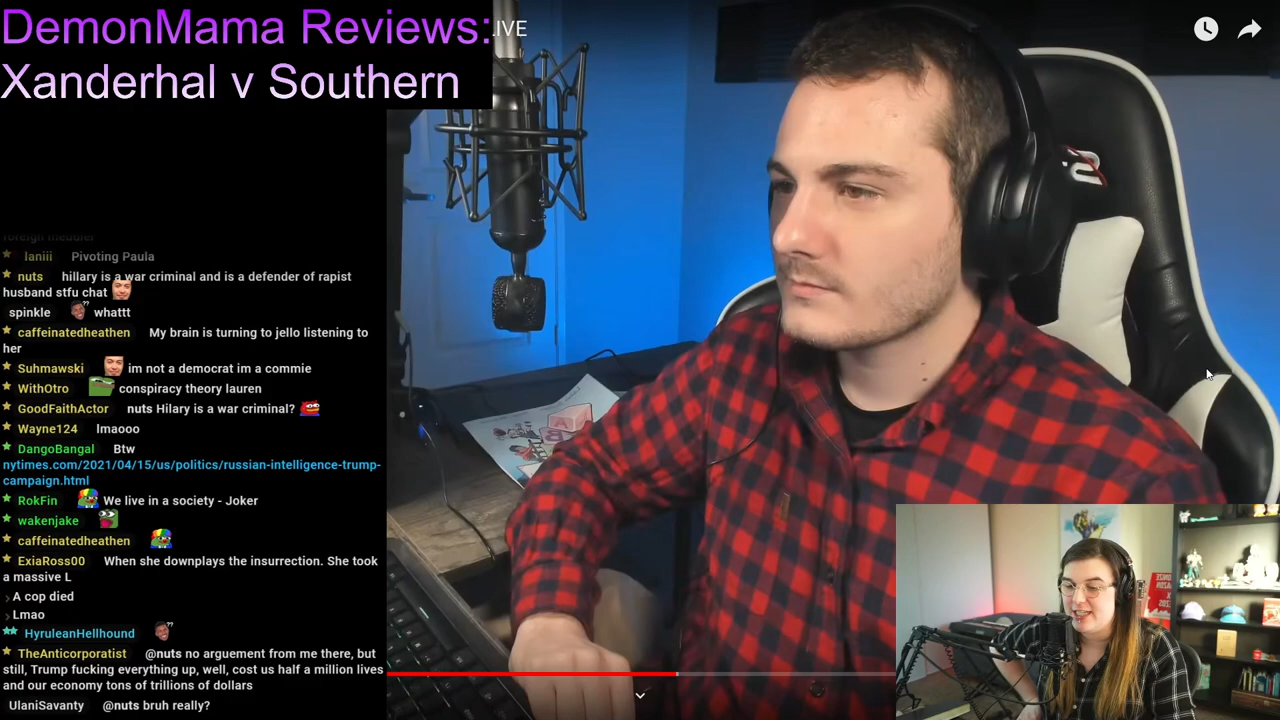 DemonMama Reviews:
Xanderhal v Southern
LIVE
foreign meddler
laniii Pivoting Paula
nuts hillary is a war criminal and is a defender of rapist
husband stfu chat
spinkle whattt
caffeinatedheathen My brain is turning to jello listening to
her
Suhmawski im not a democrat im a commie
WithOtro conspiracy theory lauren
GoodFaithActor nuts Hilary is a war criminal?
Wayne124 lmaooo
DangoBangal Btw
nytimes.com/2021/04/15/us/politics/russian-intelligence-trump-
campaign.html
RokFin We live in a society - Joker
wakenjake
caffeinatedheathen
ExiaRoss00 When she downplays the insurrection. She took
a massive L
> A cop died
> Lmao
HyruleanHellhound
TheAnticorporatist @nuts no arguement from me there, but
still, Trump fucking everything up, well, cost us half a million lives
and our economy tons of trillions of dollars
UlaniSavanty @nuts bruh really?